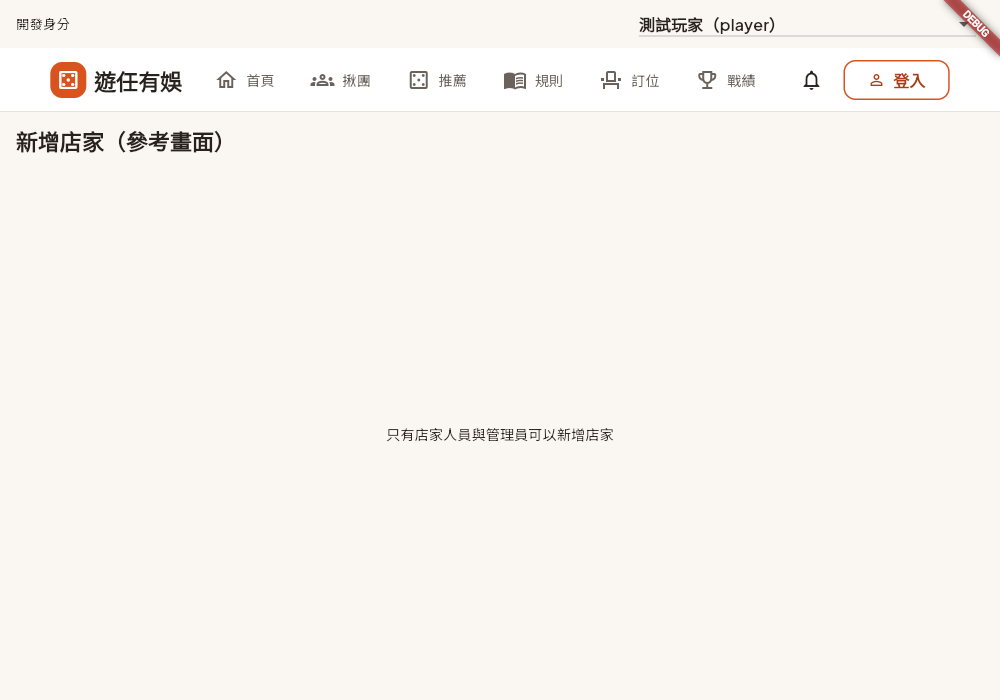 開發身分
測試玩家（player）
DEBUG
遊任有娛
首頁
揪團
推薦
規則
訂位
戰績
登入
新增店家（參考畫面）
只有店家人員與管理員可以新增店家